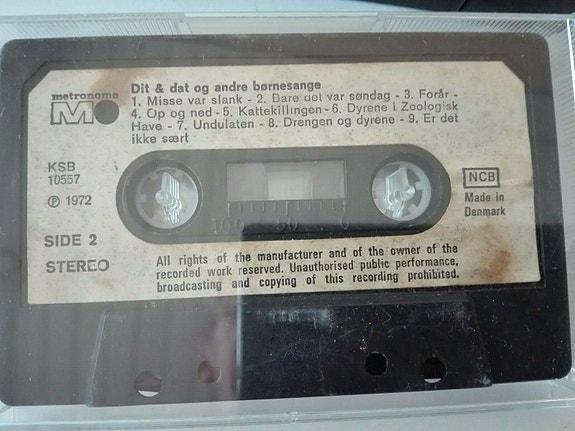 metronome
M
Dit & dat og andre børnesange
1. Misse var slank - 2. Bare det var søndag - 3. Forår -
4. Op og ned - 5. Kattekillingen - 6. Dyrene i Zoologisk
Have - 7. Undulaten - 8. Drengen og dyrene - 9. Er det
ikke sært
KSB
10557
NCB
℗ 1972
Made in
Denmark
100 50 0
SIDE 2
STEREO
All rights of the manufacturer and of the owner of the
recorded work reserved. Unauthorised public performance,
broadcasting and copying of this recording prohibited.